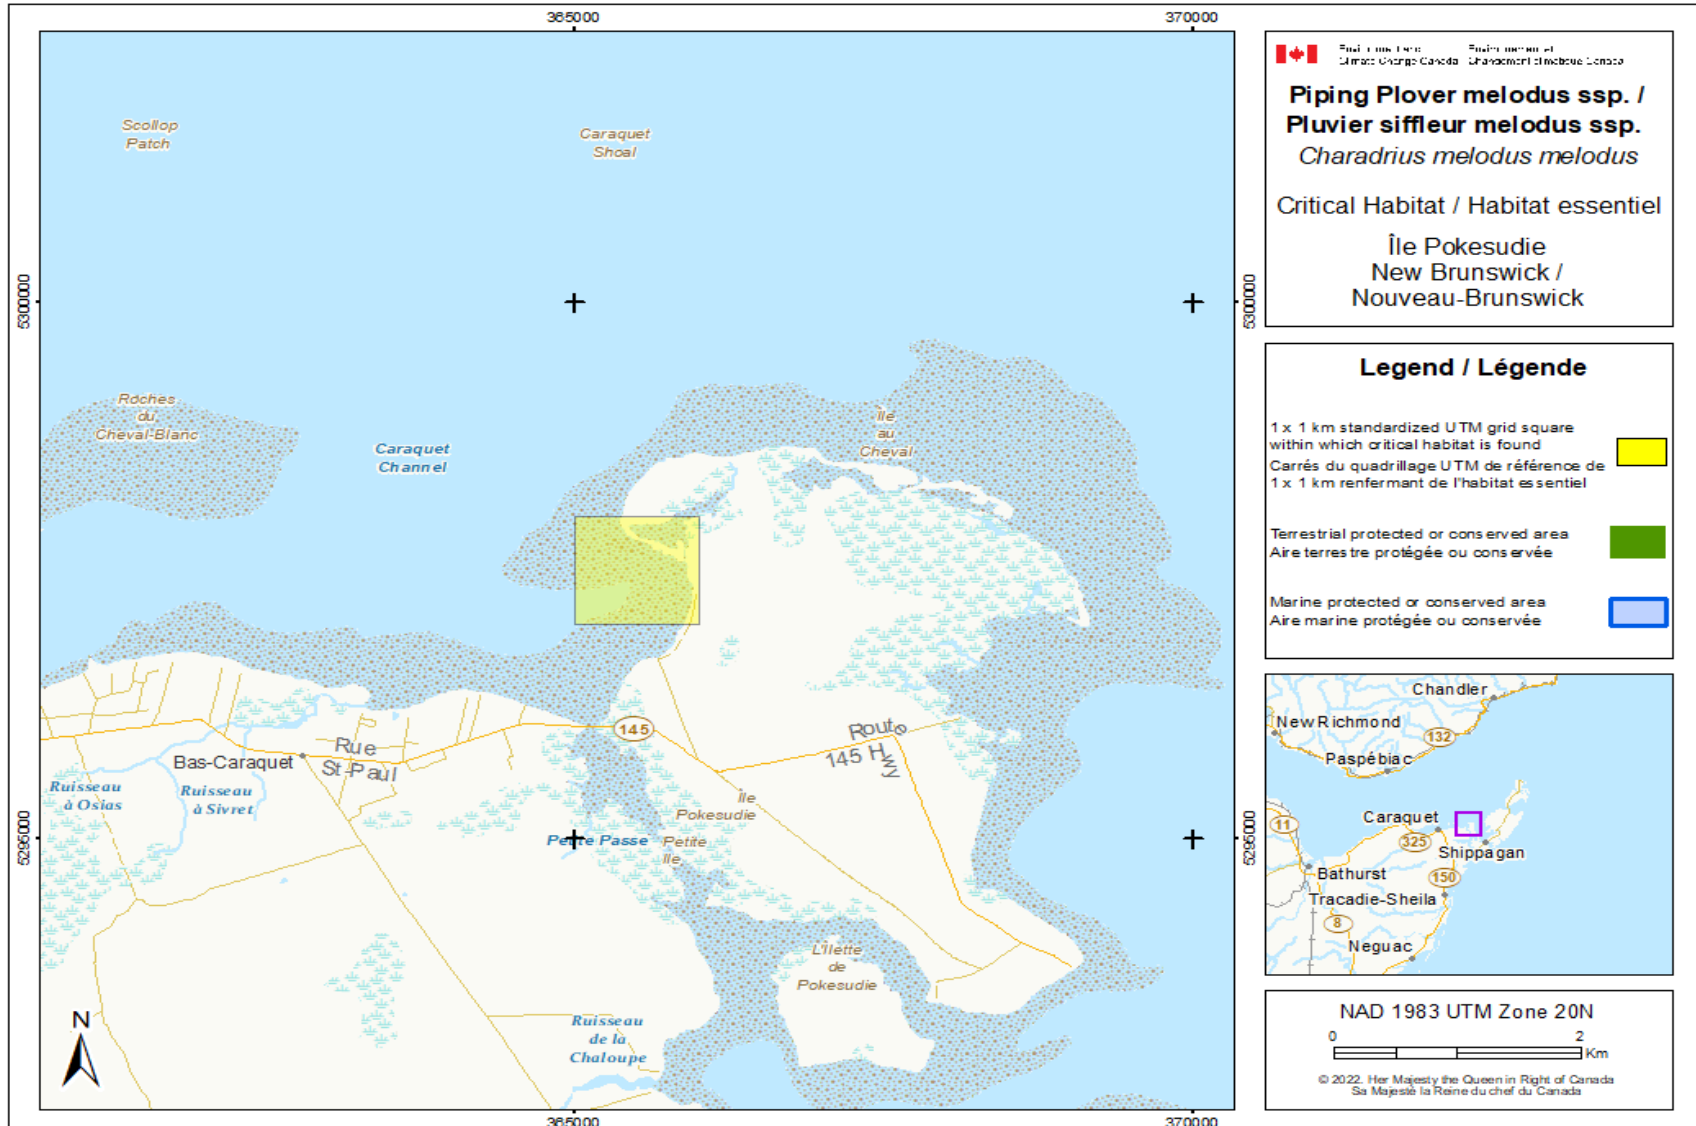 365000
370000
Scollop
Patch
Caraquet
Shoal
5300000
5300000
Roches
du
Cheval-Blanc
Caraquet
Channel
Île
au
Cheval
145
Route
145 Hwy
Bas-Caraquet
Rue
St-Paul
Ruisseau
à Osias
Ruisseau
à Sivret
Île
Pokesudie
5295000
5295000
Petite Passe
Petite
Ile
L'Ilette
de
Pokesudie
Ruisseau
de la
Chaloupe
N
365000
370000
Climate Change Canada
Changement climatique Canada
Piping Plover melodus ssp. /
Pluvier siffleur melodus ssp.
Charadrius melodus melodus
Critical Habitat / Habitat essentiel
Île Pokesudie
New Brunswick /
Nouveau-Brunswick
Legend / Légende
1 x 1 km standardized UTM grid square
within which critical habitat is found
Carrés du quadrillage UTM de référence de
1 x 1 km renfermant de l'habitat essentiel
Terrestrial protected or conserved area
Aire terrestre protégée ou conservée
Marine protected or conserved area
Aire marine protégée ou conservée
Chandler
New Richmond
132
Paspébiac
Caraquet
11
325
Shippagan
Bathurst
150
Tracadie-Sheila
8
Neguac
NAD 1983 UTM Zone 20N
0 2
Km
© 2022. Her Majesty the Queen in Right of Canada
Sa Majesté la Reine du chef du Canada